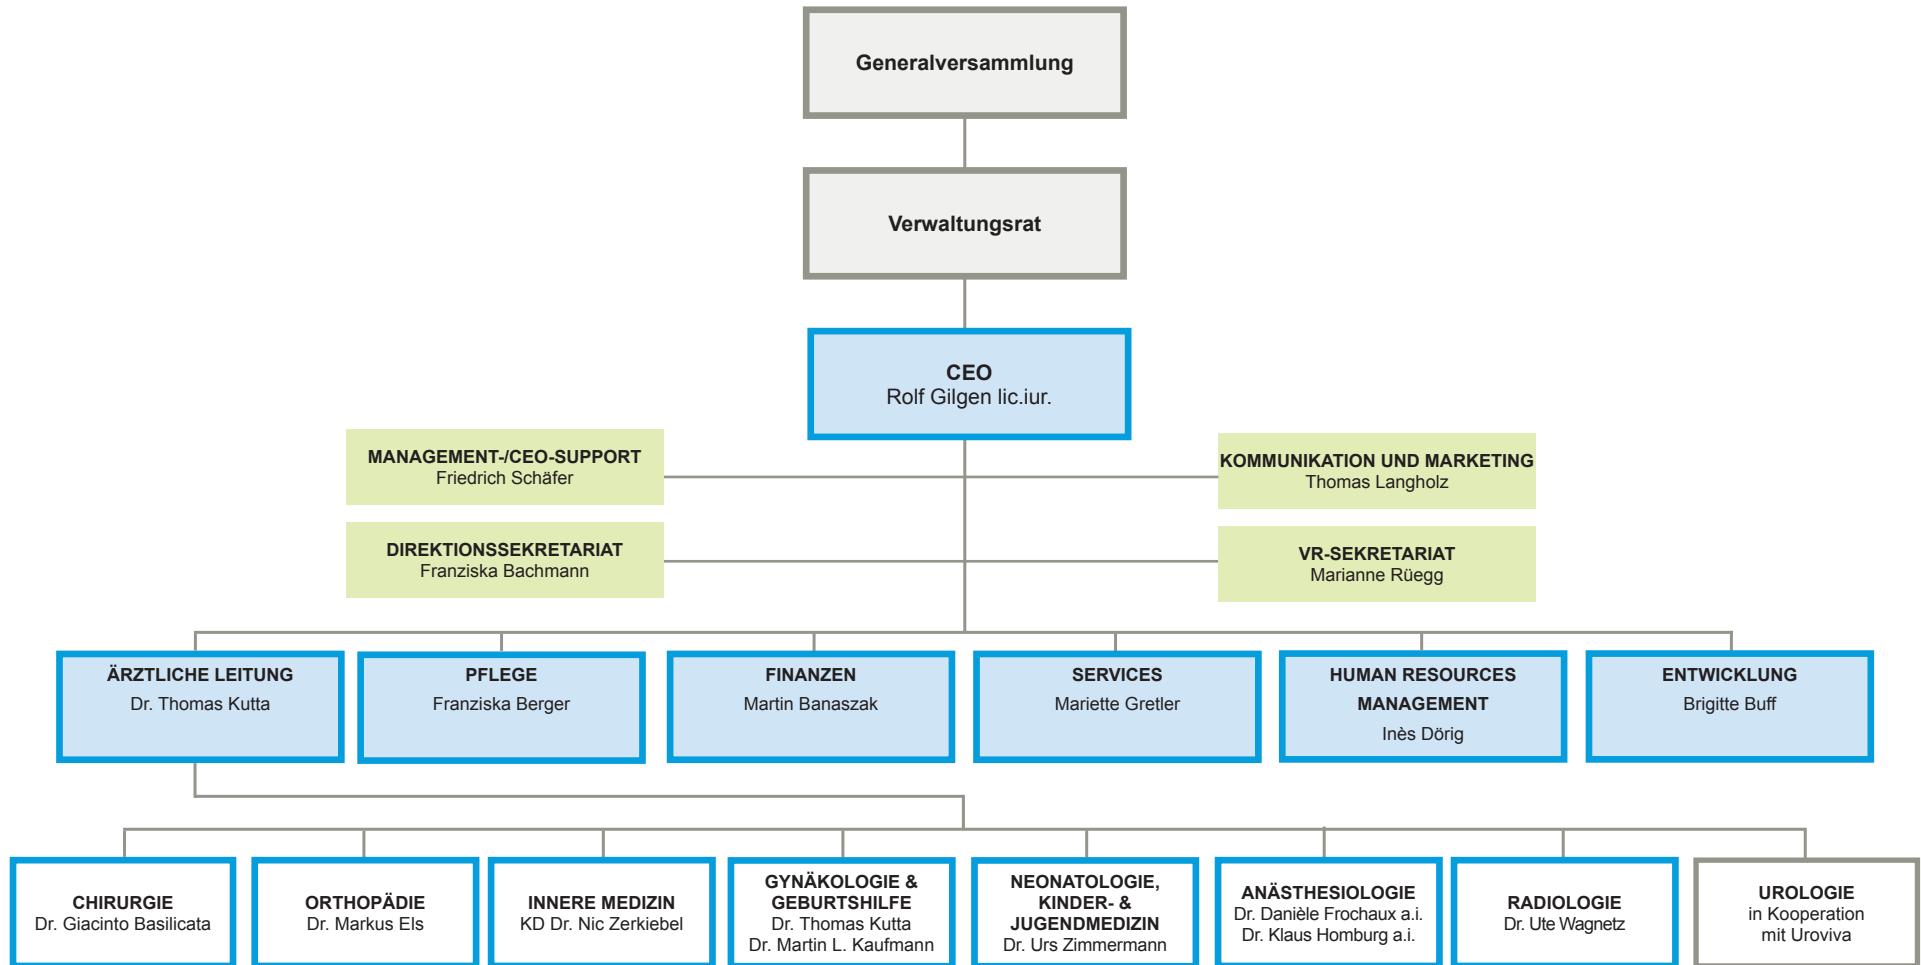 Generalversammlung
Verwaltungsrat
CEO
Rolf Gilgen lic.iur.
MANAGEMENT-/CEO-SUPPORT
Friedrich Schäfer
KOMMUNIKATION UND MARKETING
Thomas Langholz
DIREKTIONSSEKRETARIAT
Franziska Bachmann
VR-SEKRETARIAT
Marianne Rüegg
ÄRZTLICHE LEITUNG
Dr. Thomas Kutta
PFLEGE
Franziska Berger
FINANZEN
Martin Banaszak
SERVICES
Mariette Gretler
HUMAN RESOURCES
MANAGEMENT
Inès Dörig
ENTWICKLUNG
Brigitte Buff
CHIRURGIE
Dr. Giacinto Basilicata
ORTHOPÄDIE
Dr. Markus Els
INNERE MEDIZIN
KD Dr. Nic Zerkiebel
GYNÄKOLOGIE &
GEBURTSHILFE
Dr. Thomas Kutta
Dr. Martin L. Kaufmann
NEONATOLOGIE,
KINDER- &
JUGENDMEDIZIN
Dr. Urs Zimmermann
ANÄSTHESIOLOGIE
Dr. Danièle Frochaux a.i.
Dr. Klaus Homburg a.i.
RADIOLOGIE
Dr. Ute Wagnetz
UROLOGIE
in Kooperation
mit Uroviva